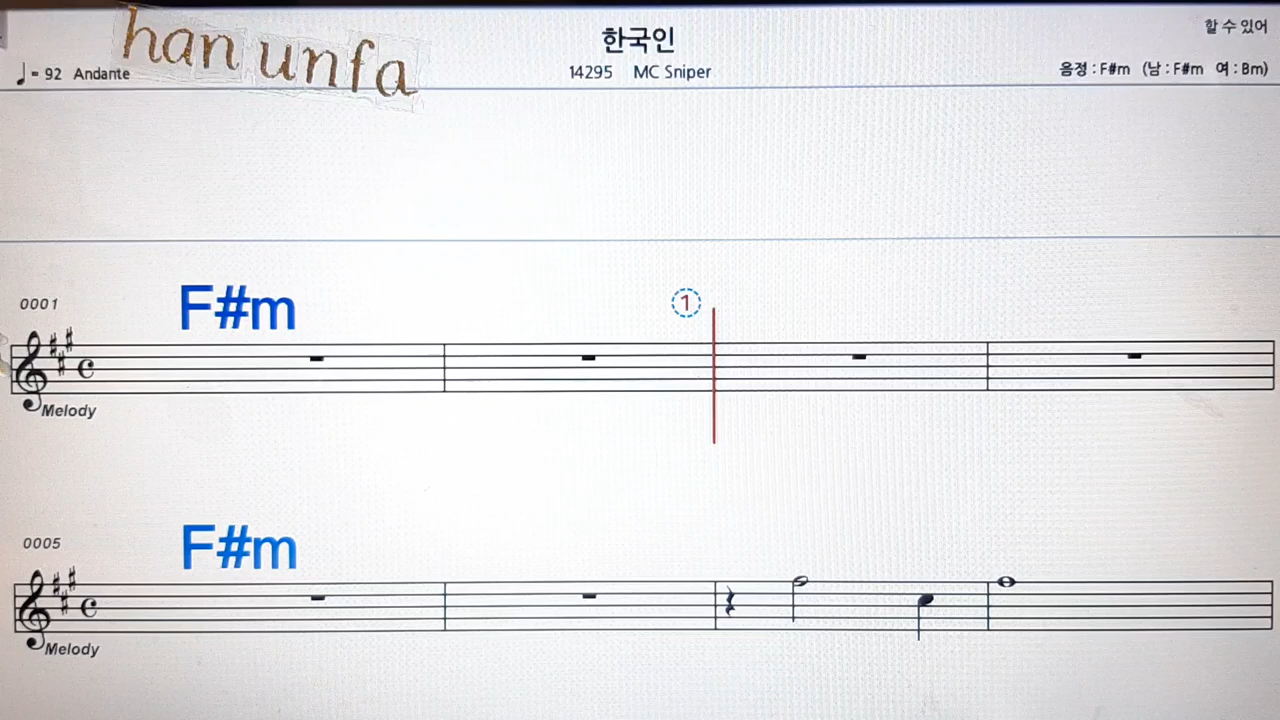 han unfa
한국인
할 수 있어
♩= 92 Andante
14295 MC Sniper
음정 : F#m (남 : F#m 여 : Bm)
0001
F#m
①
Melody
0005
F#m
Melody